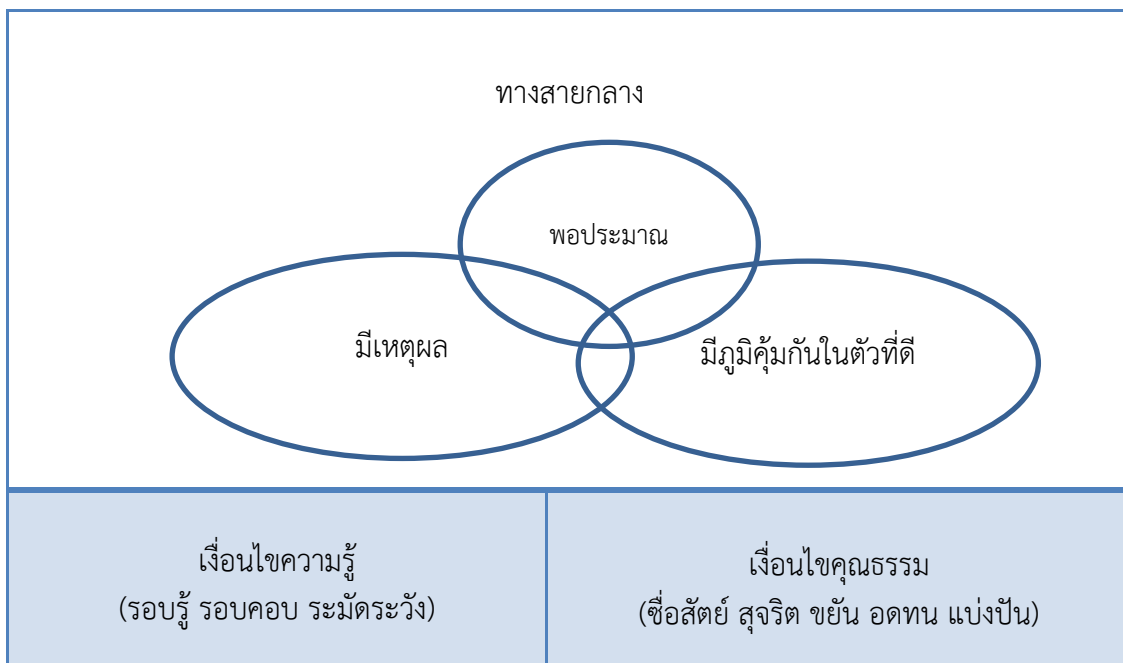 ทางสายกลาง
พอประมาณ
มีเหตุผล
มีภูมิคุ้มกันในตัวที่ดี
เงื่อนไขความรู้
(รอบรู้ รอบคอบ ระมัดระวัง)
เงื่อนไขคุณธรรม
(ซื่อสัตย์ สุจริต ขยัน อดทน แบ่งปัน)